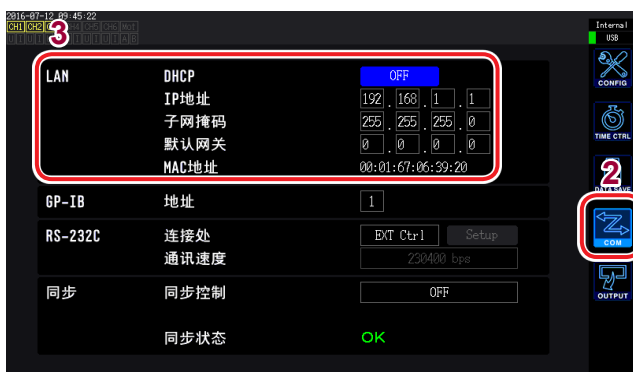 2016-07-12 09:45:22
Internal
USB
CH1 CH2 CH4 CH5 CH6 Mot
3
LAN DHCP OFF
IP地址 192 . 168 . 1 . 1
子网掩码 255 . 255 . 255 . 0
默认网关 0 . 0 . 0 . 0
MAC地址 00:01:67:06:39:20
GP-IB 地址 1
RS-232C 连接处 EXT Ctrl Setup
通讯速度 230400 bps
同步 同步控制 OFF
同步状态 OK
CONFIG
TIME CTRL
2
DATA SAVE
COM
OUTPUT